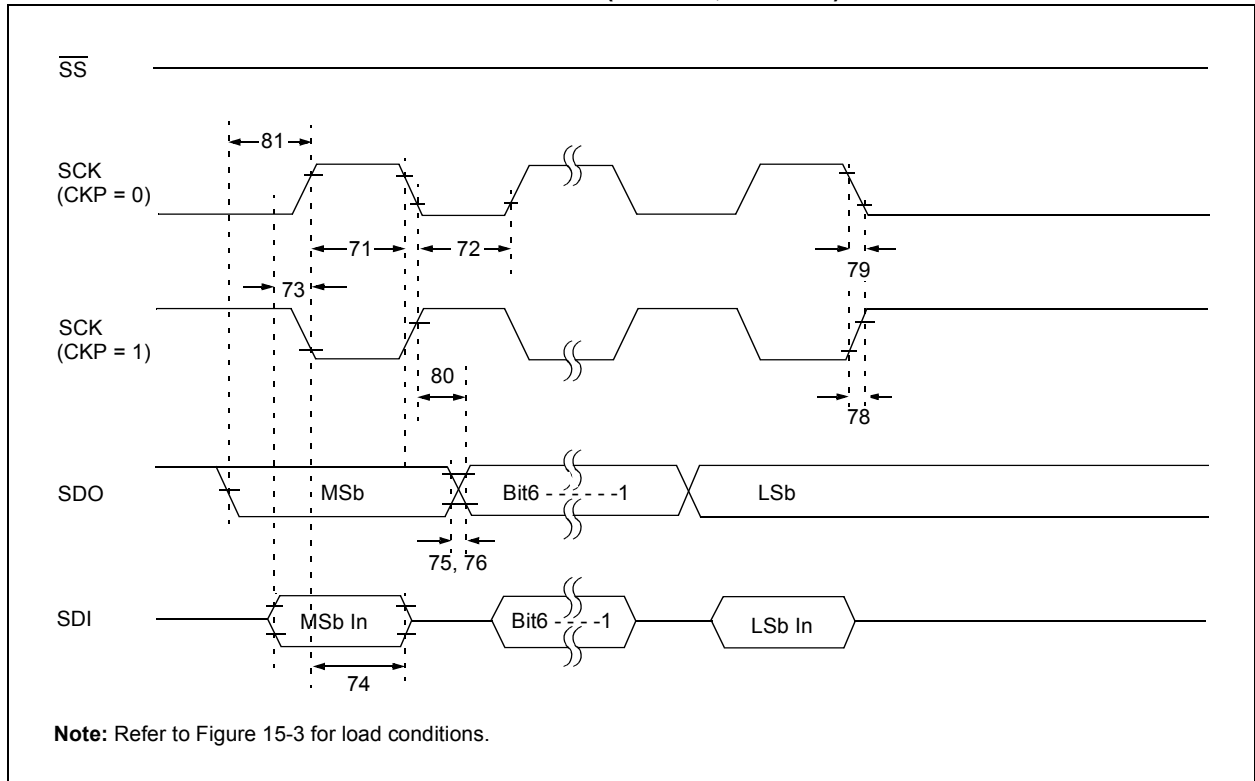 SS
81
SCK
(CKP = 0)
71
72
79
73
SCK
(CKP = 1)
80
78
SDO
MSb
Bit6 - - - - - -1
LSb
75, 76
SDI
MSb In
Bit6 - - - -1
LSb In
74
Note: Refer to Figure 15-3 for load conditions.